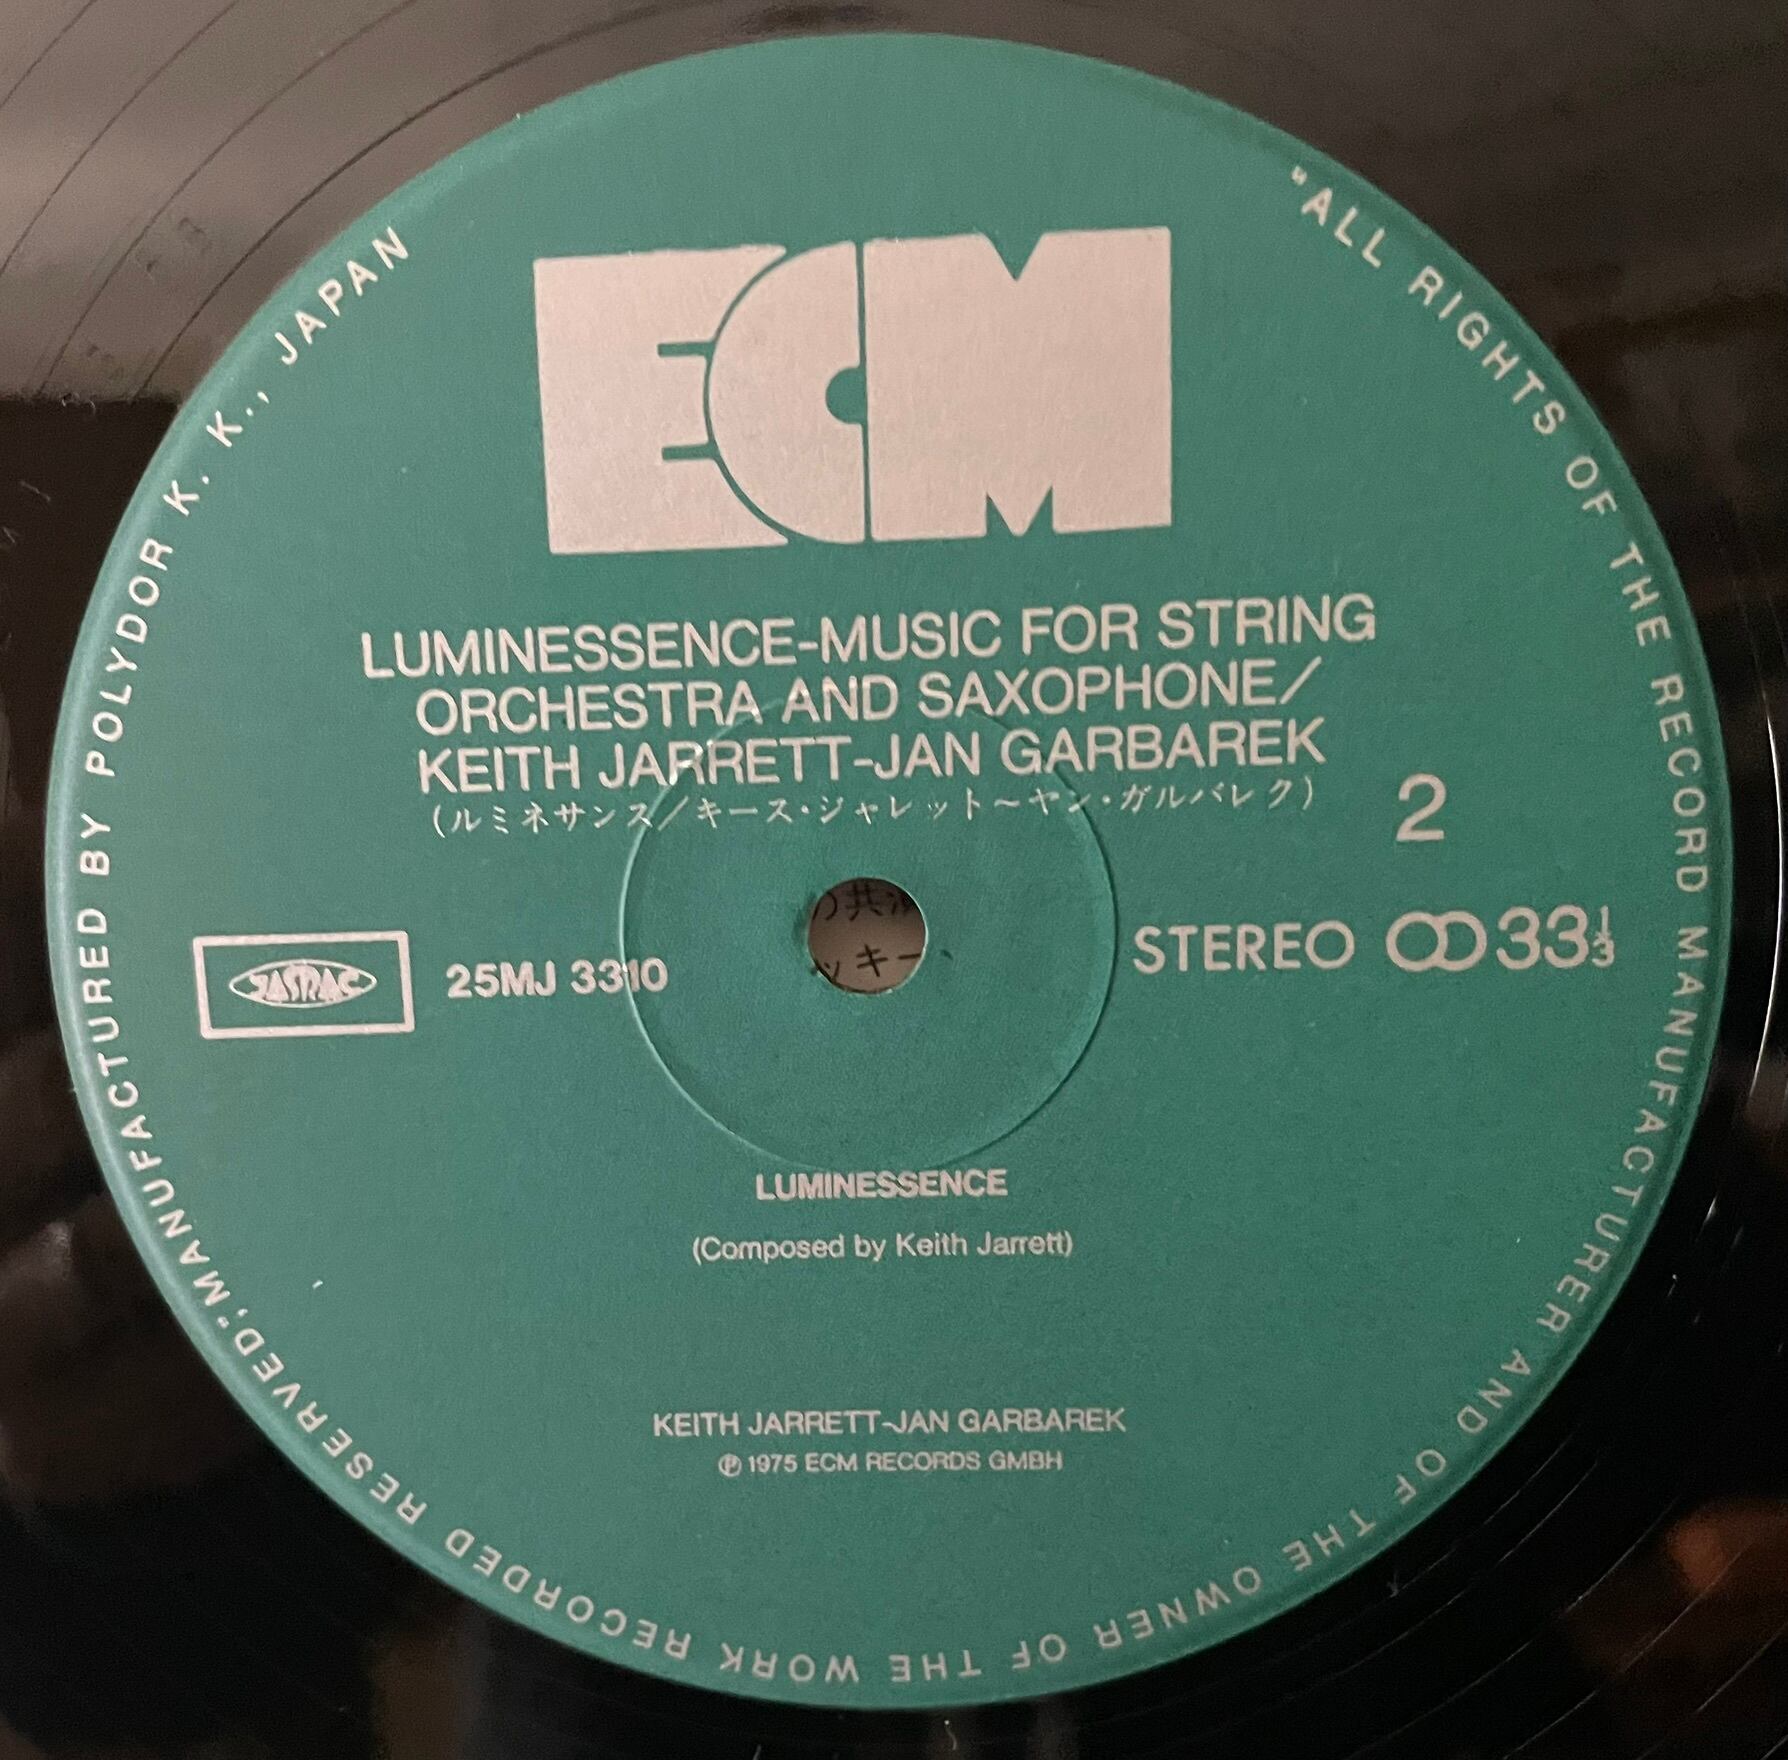 ECM
LUMINESSENCE-MUSIC FOR STRING
ORCHESTRA AND SAXOPHONE/
KEITH JARRETT-JAN GARBAREK
(ルミネサンス/キース・ジャレット~ヤン・ガルバレク)
2
JASRAC
25MJ 3310
STEREO 33⅓
LUMINESSENCE
(Composed by Keith Jarrett)
KEITH JARRETT-JAN GARBAREK
℗ 1975 ECM RECORDS GMBH
"ALL RIGHTS OF THE RECORD MANUFACTURER AND OF THE OWNER OF THE WORK RECORDED RESERVED", MANUFACTURED BY POLYDOR K. K., JAPAN